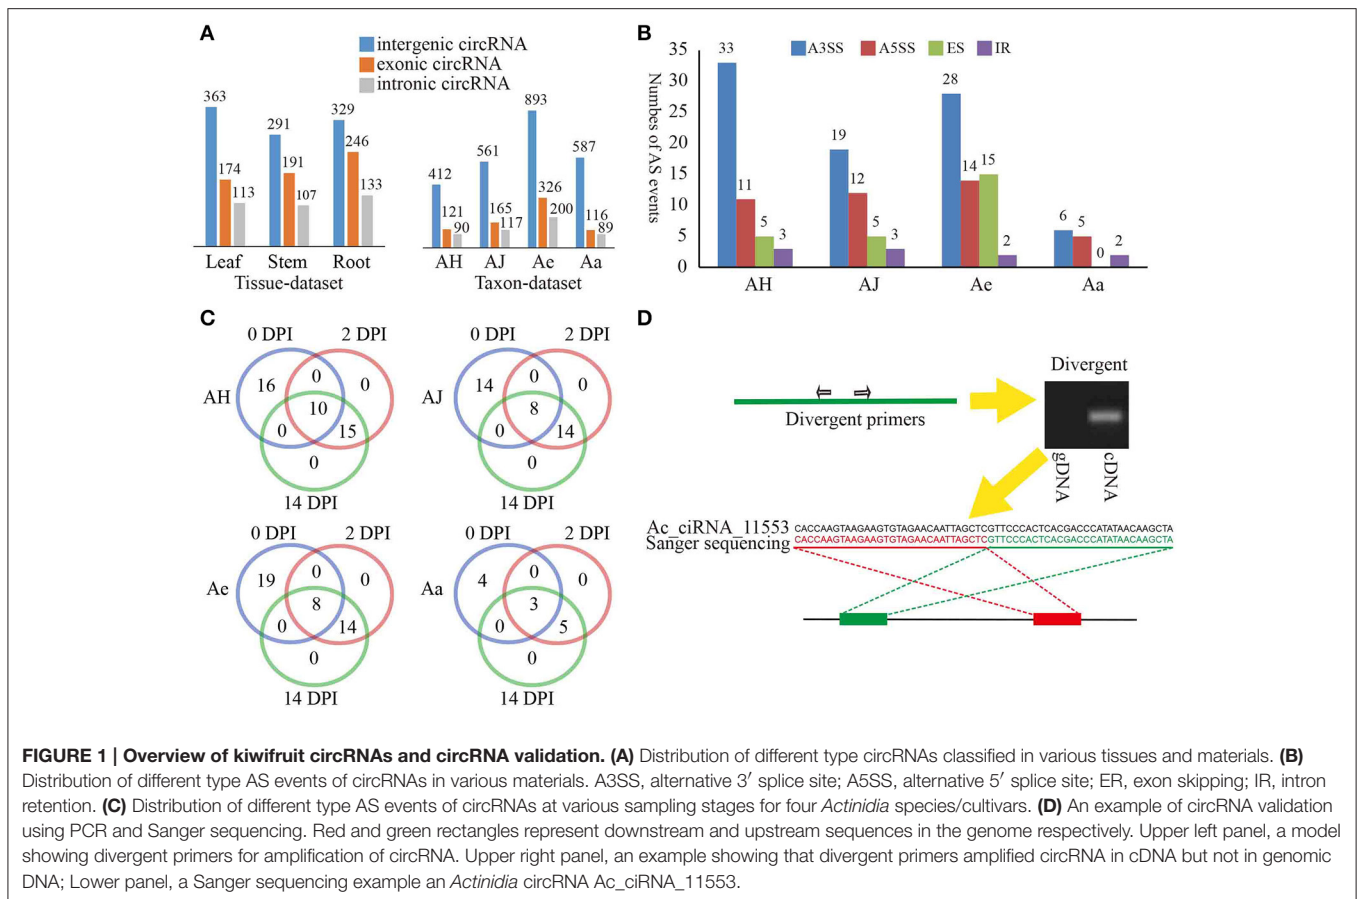 A
intergenic circRNA
exonic circRNA
intronic circRNA
363
174
113
291
191
107
329
246
133
Leaf Stem Root
Tissue-dataset
412
121
90
561
165
117
893
326
200
587
116
89
AH AJ Ae Aa
Taxon-dataset
B
Numbes of AS events
35
30
25
20
15
10
5
0
A3SS A5SS ES IR
33
11
5
3
19
12
5
3
28
14
15
2
6
5
0
2
AH AJ Ae Aa
C
0 DPI 2 DPI
AH
16 0 0
10
0 15
0
14 DPI
0 DPI 2 DPI
AJ
14 0 0
8
0 14
0
14 DPI
0 DPI 2 DPI
Ae
19 0 0
8
0 14
0
14 DPI
0 DPI 2 DPI
Aa
4 0 0
3
0 5
0
14 DPI
D
Divergent primers
Divergent
gDNA
cDNA
Ac_ciRNA_11553 CACCAAGTAAGAAGTGTAGAACAATTAGCTCGTTCCCACTCACGACCCATATAACAAGCTA
Sanger sequencing CACCAAGTAAGAAGTGTAGAACAATTAGCTCGTTCCCACTCACGACCCATATAACAAGCTA
FIGURE 1 | Overview of kiwifruit circRNAs and circRNA validation. (A) Distribution of different type circRNAs classified in various tissues and materials. (B)
Distribution of different type AS events of circRNAs in various materials. A3SS, alternative 3′ splice site; A5SS, alternative 5′ splice site; ER, exon skipping; IR, intron
retention. (C) Distribution of different type AS events of circRNAs at various sampling stages for four Actinidia species/cultivars. (D) An example of circRNA validation
using PCR and Sanger sequencing. Red and green rectangles represent downstream and upstream sequences in the genome respectively. Upper left panel, a model
showing divergent primers for amplification of circRNA. Upper right panel, an example showing that divergent primers amplified circRNA in cDNA but not in genomic
DNA; Lower panel, a Sanger sequencing example an Actinidia circRNA Ac_ciRNA_11553.